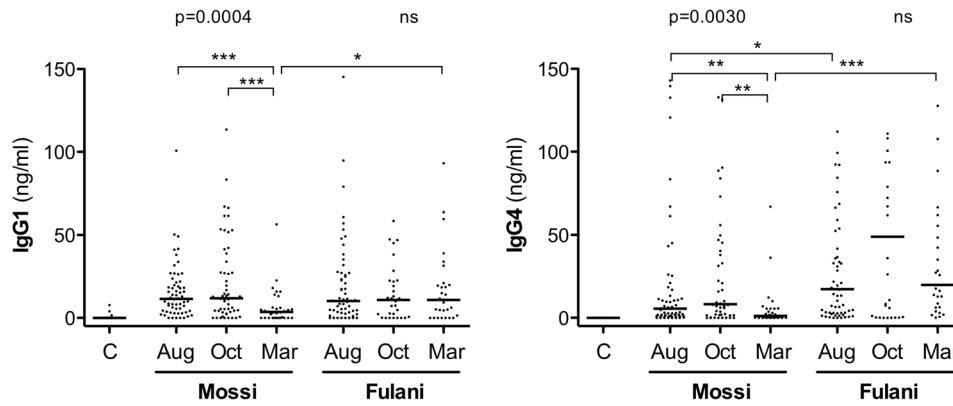 p=0.0004 ns
*** *
***
150
100
50
0
IgG1 (ng/ml)
C Aug Oct Mar Aug Oct Mar
Mossi Fulani
p=0.0030 ns
*
** ***
**
150
100
50
0
IgG4 (ng/ml)
C Aug Oct Mar Aug Oct Mar
Mossi Fulani